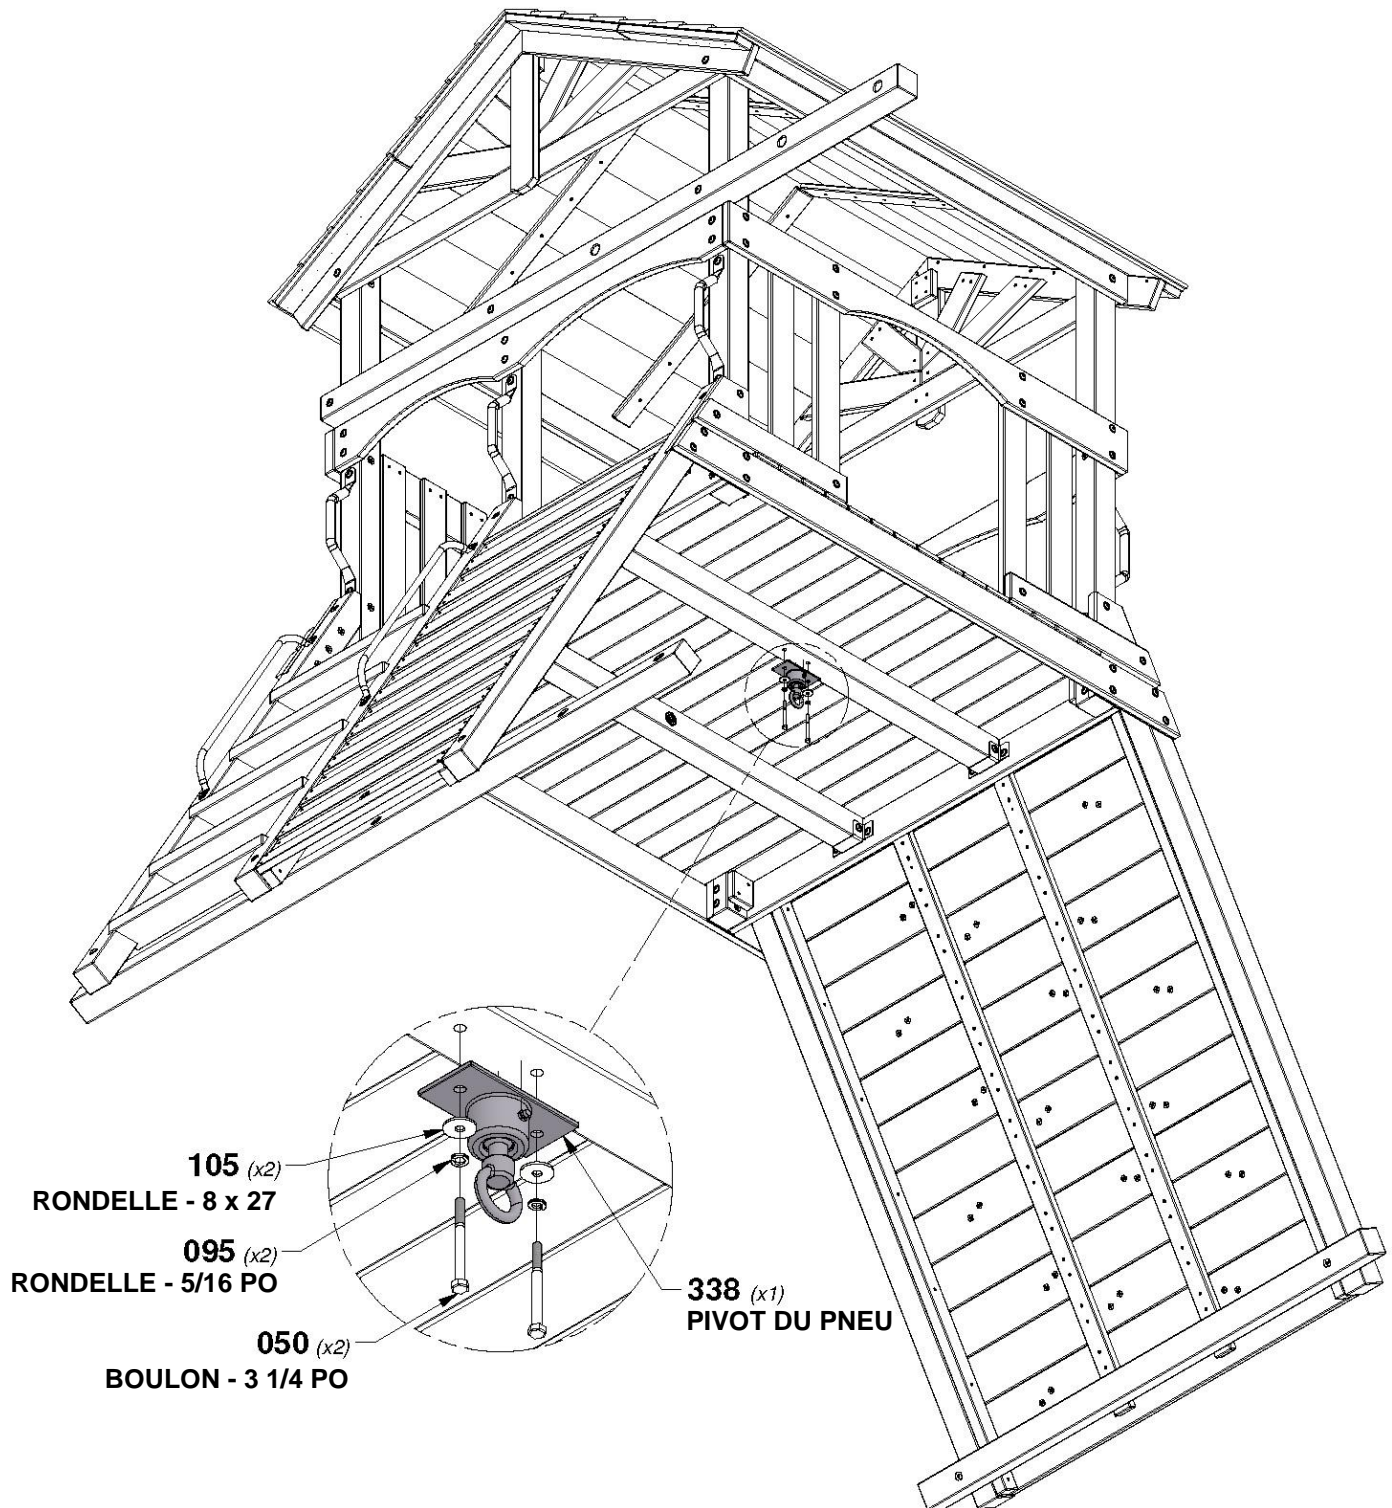 105 (x2)
RONDELLE - 8 x 27
095 (x2)
RONDELLE - 5/16 PO
050 (x2)
BOULON - 3 1/4 PO
338 (x1)
PIVOT DU PNEU